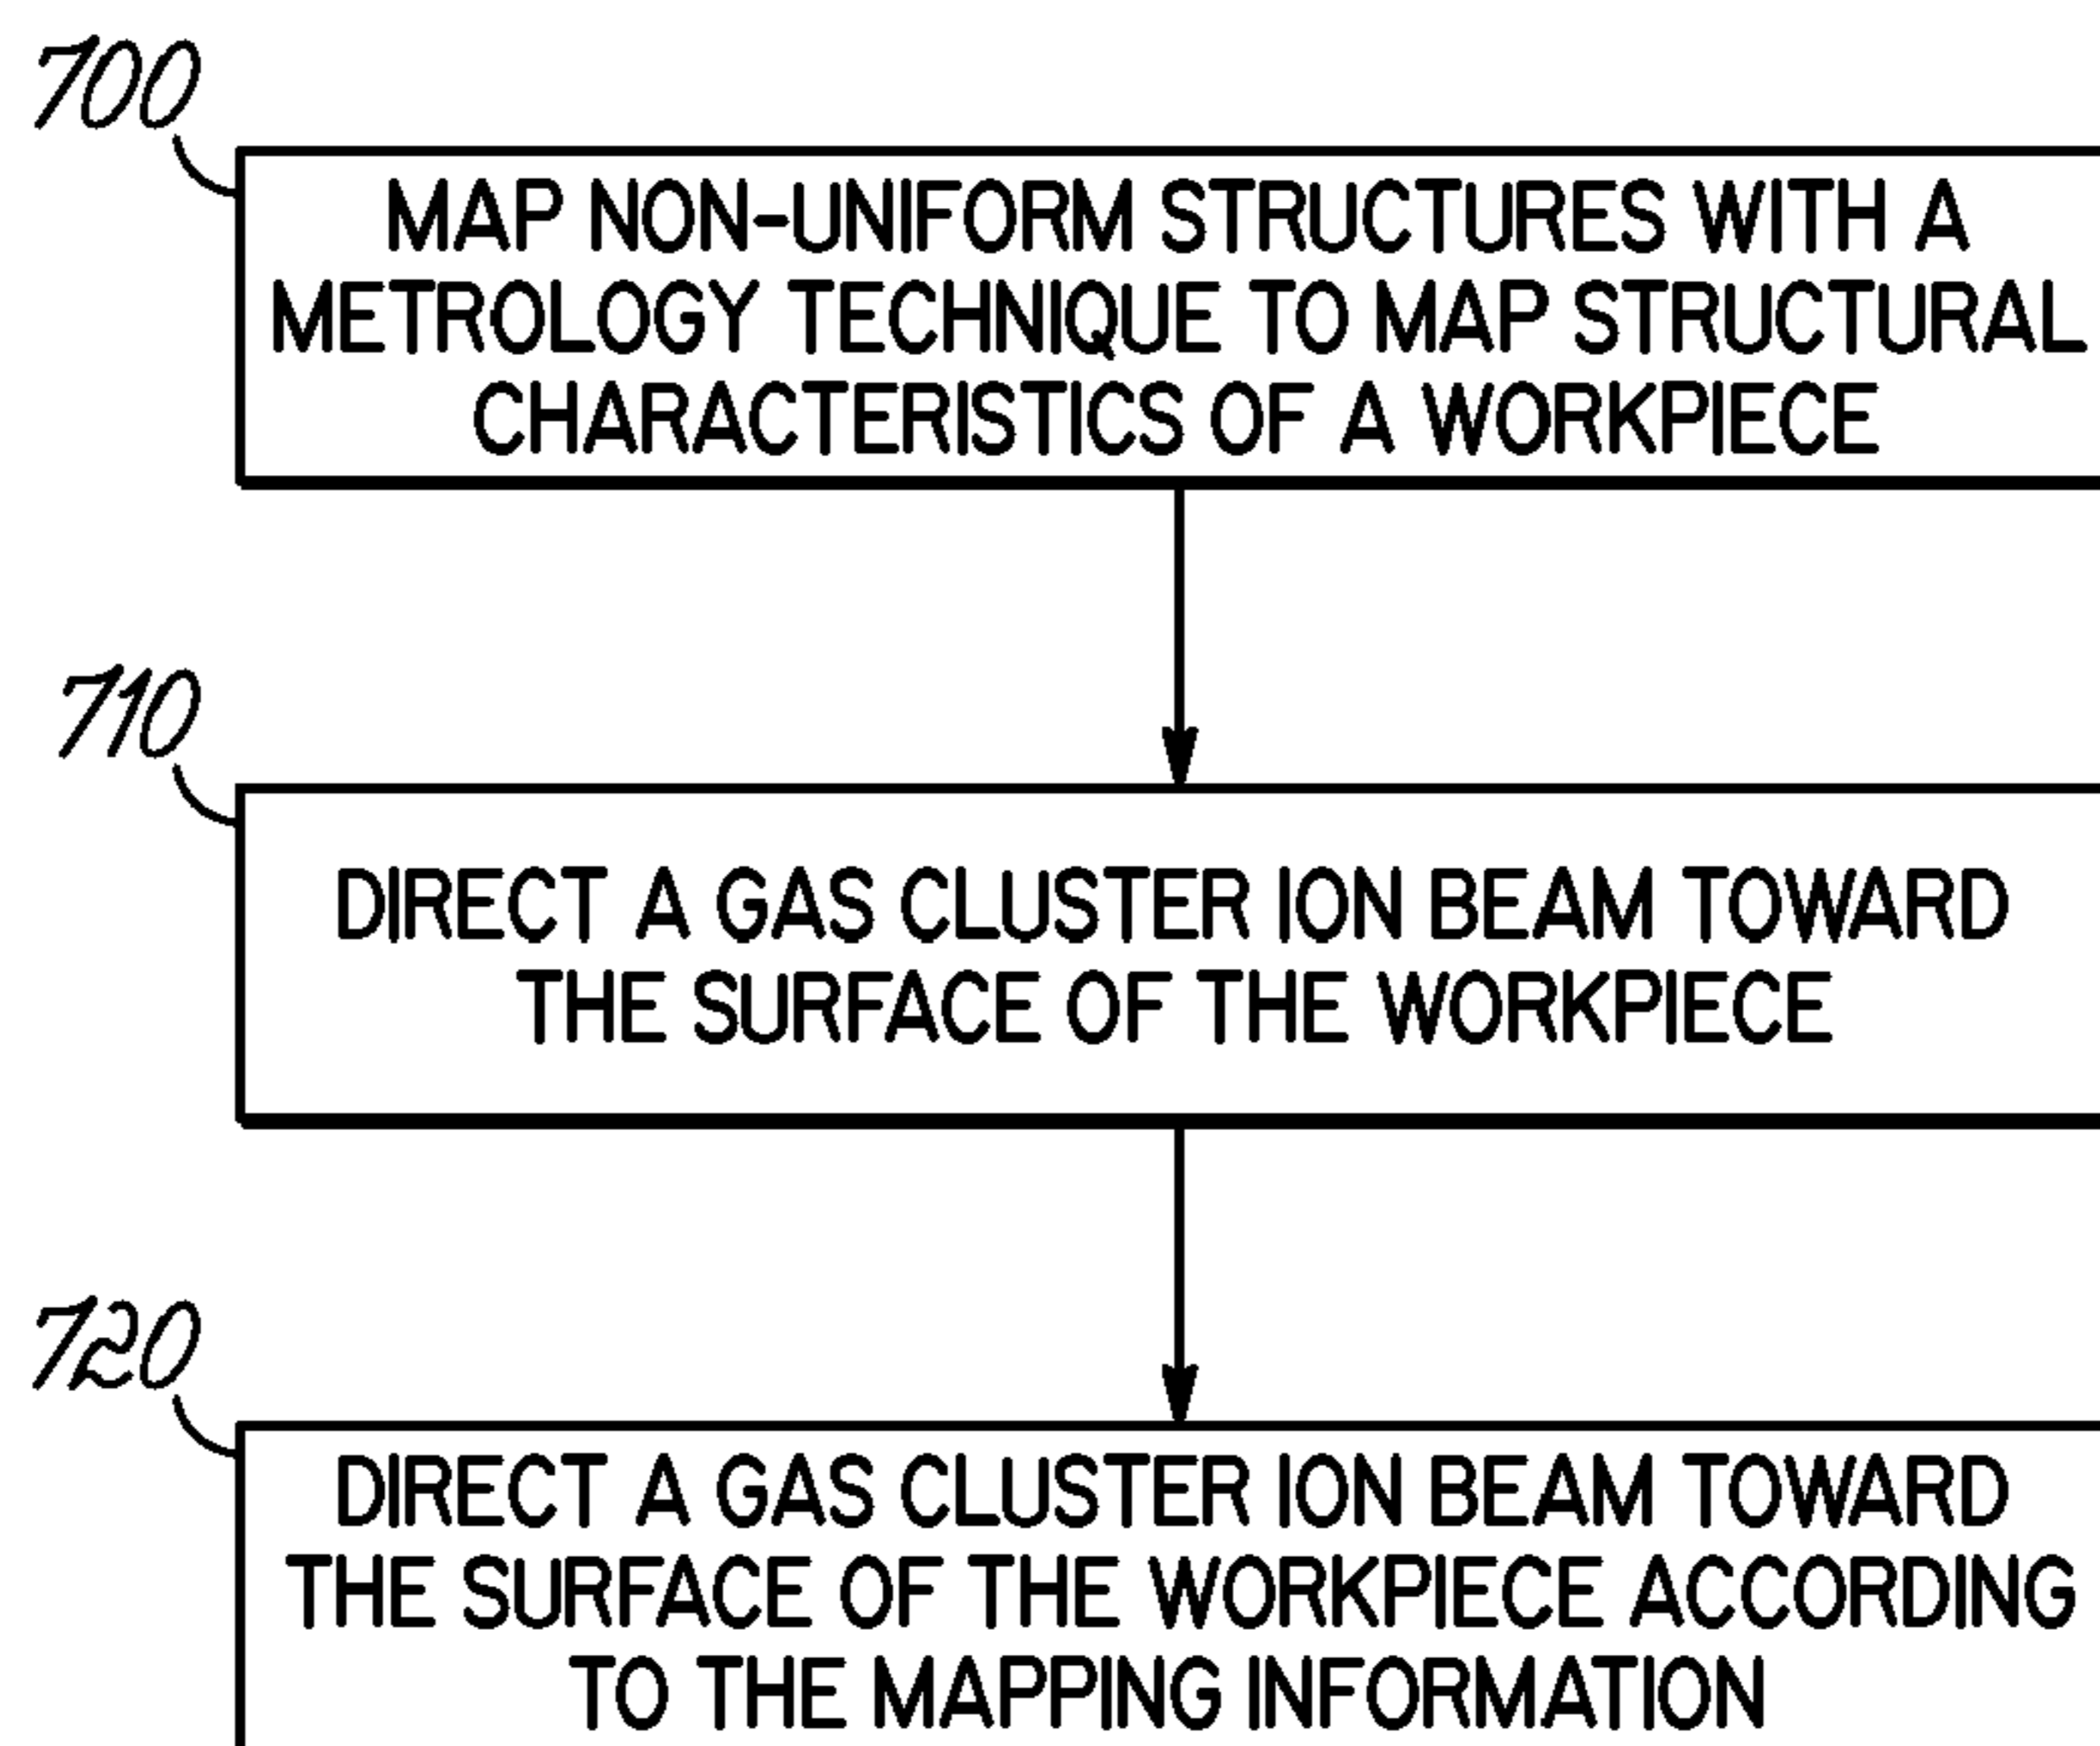 700
MAP NON-UNIFORM STRUCTURES WITH A
METROLOGY TECHNIQUE TO MAP STRUCTURAL
CHARACTERISTICS OF A WORKPIECE
710
DIRECT A GAS CLUSTER ION BEAM TOWARD
THE SURFACE OF THE WORKPIECE
720
DIRECT A GAS CLUSTER ION BEAM TOWARD
THE SURFACE OF THE WORKPIECE ACCORDING
TO THE MAPPING INFORMATION